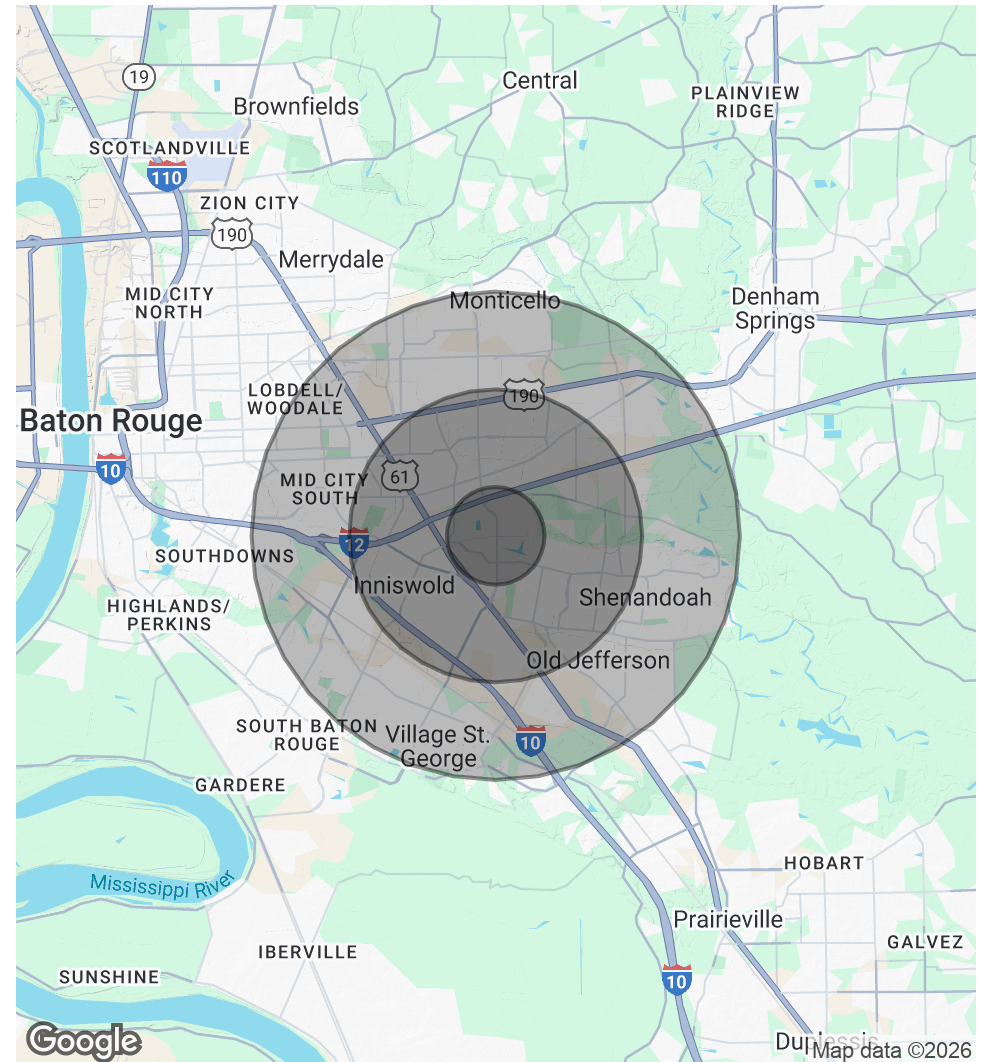 19
Brownfields
Central
PLAINVIEW
RIDGE
SCOTLANDVILLE
110
ZION CITY
190
Merrydale
MID CITY
NORTH
Monticello
Denham
Springs
LOBDELL/
WOODALE
190
Baton Rouge
10
61
MID CITY
SOUTH
12
SOUTHDOWNS
Inniswold
Shenandoah
HIGHLANDS/
PERKINS
Old Jefferson
SOUTH BATON
ROUGE
Village St.
George
10
GARDERE
Mississippi River
HOBART
Prairieville
GALVEZ
IBERVILLE
SUNSHINE
10
Google
Duplessis
Map data ©2026